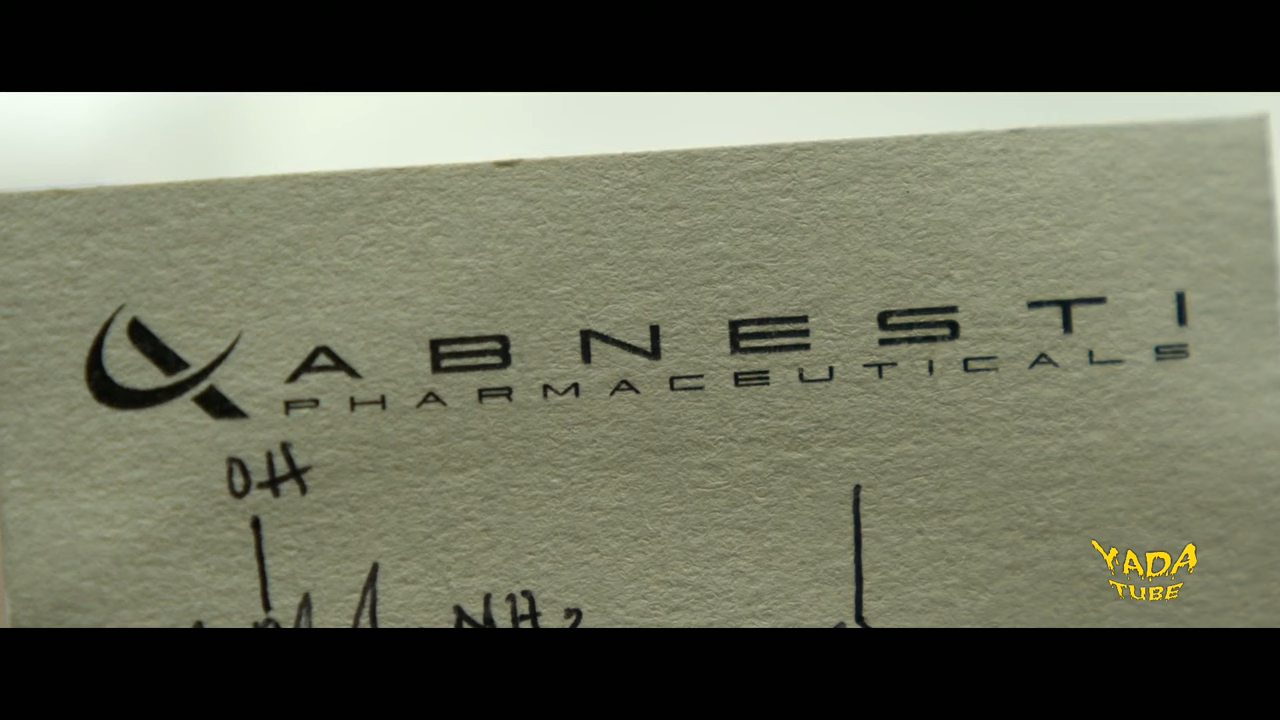 ABNESTI
PHARMACEUTICALS
OH
NH2
YADA
TUBE